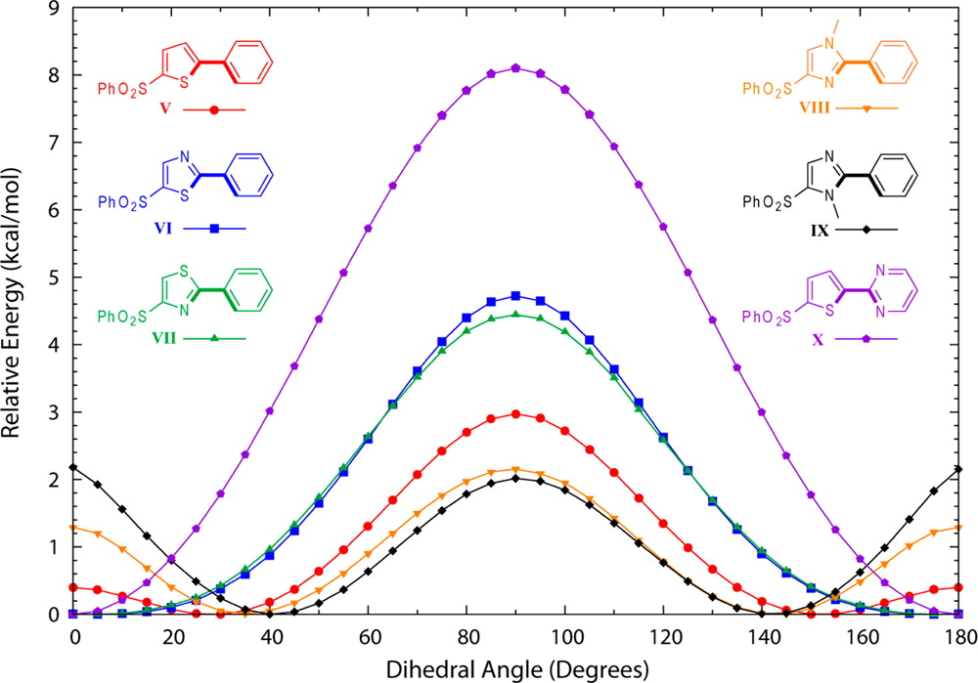 9
8
7
6
5
4
3
2
1
0
Relative Energy (kcal/mol)
0 20 40 60 80 100 120 140 160 180
Dihedral Angle (Degrees)
S
PhO2S
V
N
S
PhO2S
VI
S
N
PhO2S
VII
N
N
PhO2S
VIII
N
N
PhO2S
IX
N
S
N
PhO2S
X